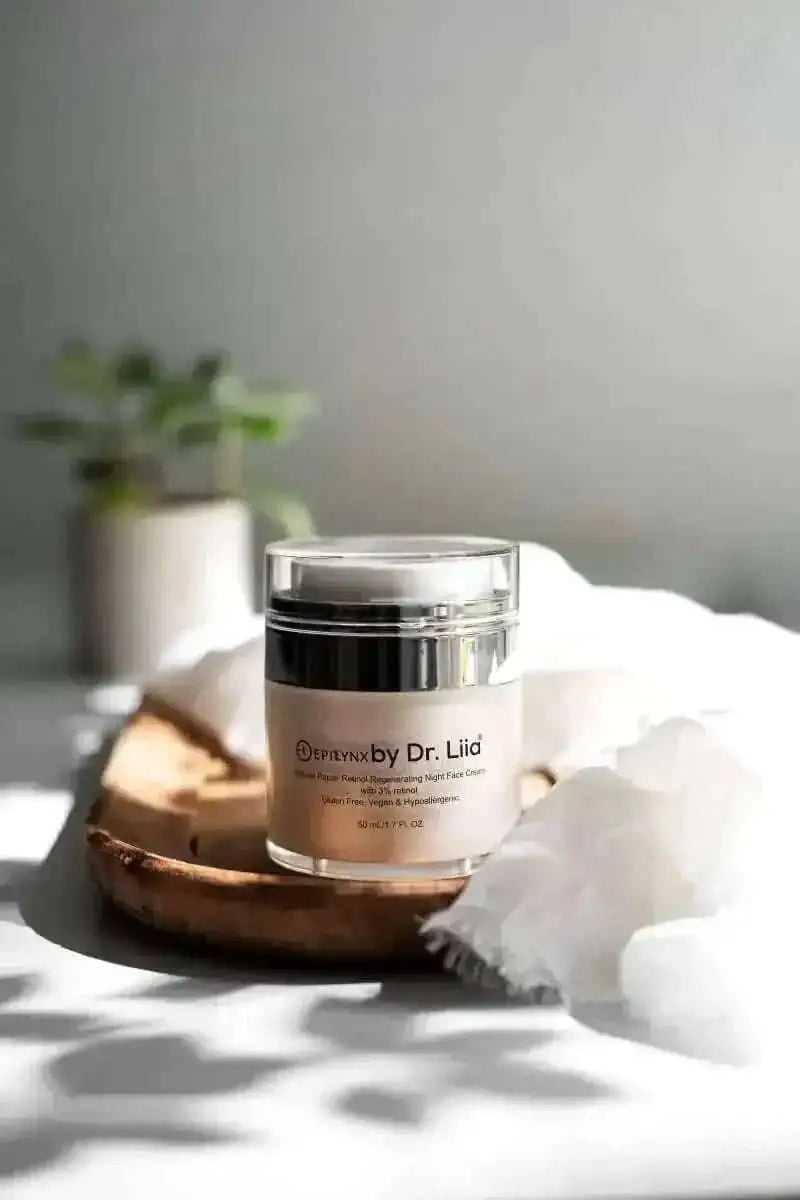 EPILYNX by Dr. Liia®
Repair Retinol Regenerating Night Face Cream
with 3% retinol
Gluten Free, Vegan & Hypoallergenic
50 mL/1.7 FL OZ